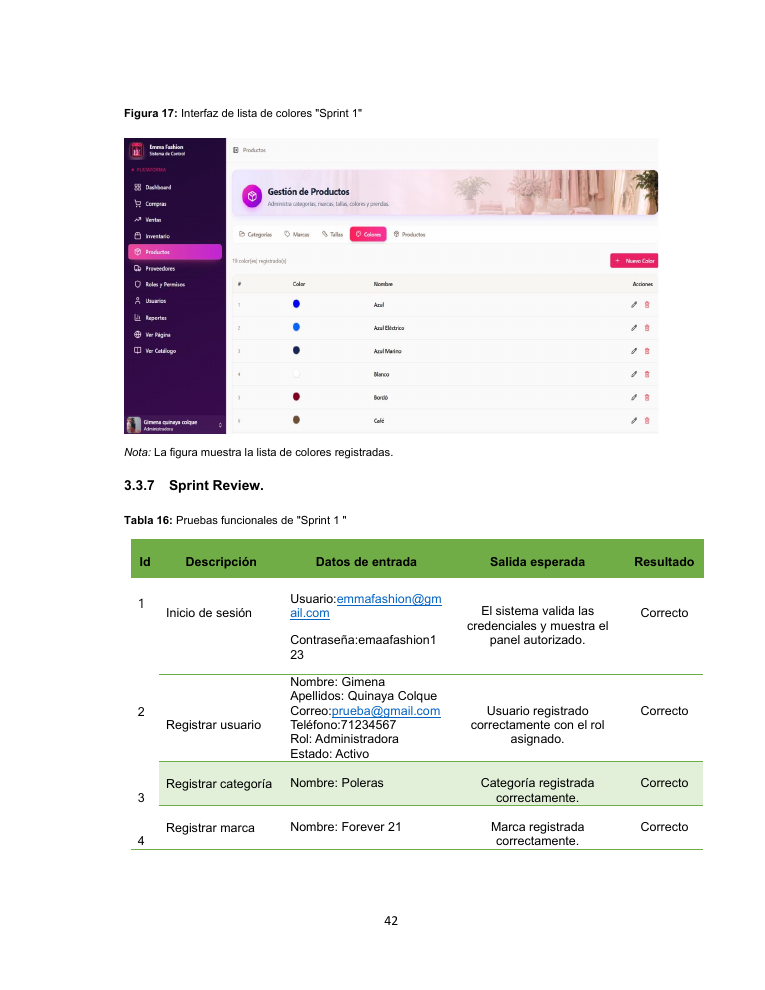 Figura 17: Interfaz de lista de colores "Sprint 1"
Emma Fashion
Sistema de Control
PLATAFORMA
Dashboard
Compras
Ventas
Inventario
Productos
Proveedores
Roles y Permisos
Usuarios
Reportes
Ver Página
Ver Catálogo
Gimena quinaya colque
Administradora
Productos
Gestión de Productos
Administra categorías, marcas, tallas, colores y prendas.
Categorías Marcas Tallas Colores Productos
color(es) registrado(s)
+ Nuevo Color
# Color Nombre Acciones
1 Azul
2 Azul Eléctrico
3 Azul Marino
4 Blanco
5 Bordó
6 Café
Nota: La figura muestra la lista de colores registradas.
3.3.7 Sprint Review.
Tabla 16: Pruebas funcionales de "Sprint 1 "
Id Descripción Datos de entrada Salida esperada Resultado
1 Inicio de sesión
Usuario:emmafashion@gm
ail.com
Contraseña:emaafashion1
23
El sistema valida las
credenciales y muestra el
panel autorizado.
Correcto
2 Registrar usuario
Nombre: Gimena
Apellidos: Quinaya Colque
Correo:prueba@gmail.com
Teléfono:71234567
Rol: Administradora
Estado: Activo
Usuario registrado
correctamente con el rol
asignado.
Correcto
3 Registrar categoría
Nombre: Poleras
Categoría registrada
correctamente.
Correcto
4 Registrar marca
Nombre: Forever 21
Marca registrada
correctamente.
Correcto
42